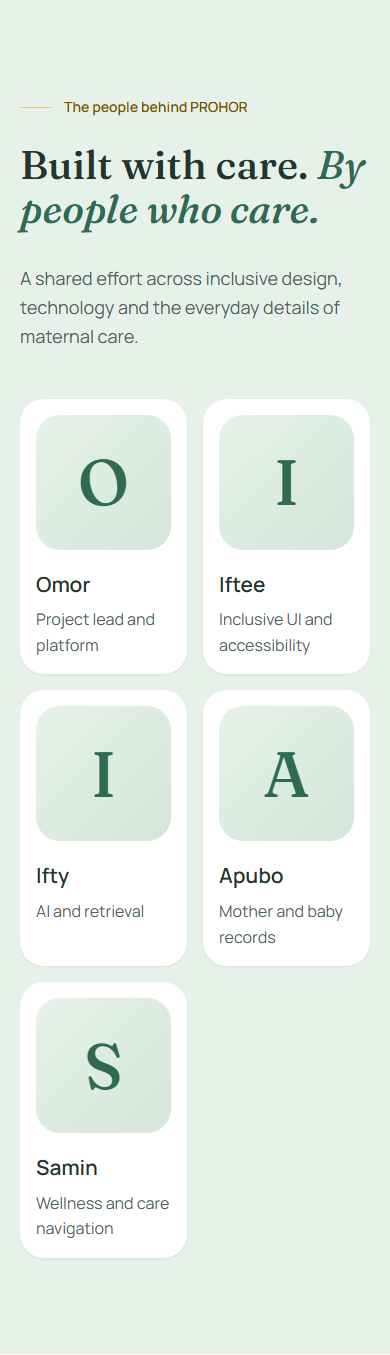 The people behind PROHOR
Built with care. By
people who care.
A shared effort across inclusive design,
technology and the everyday details of
maternal care.
O
Omor
Project lead and
platform
I
Iftee
Inclusive UI and
accessibility
I
Ifty
AI and retrieval
A
Apubo
Mother and baby
records
S
Samin
Wellness and care
navigation